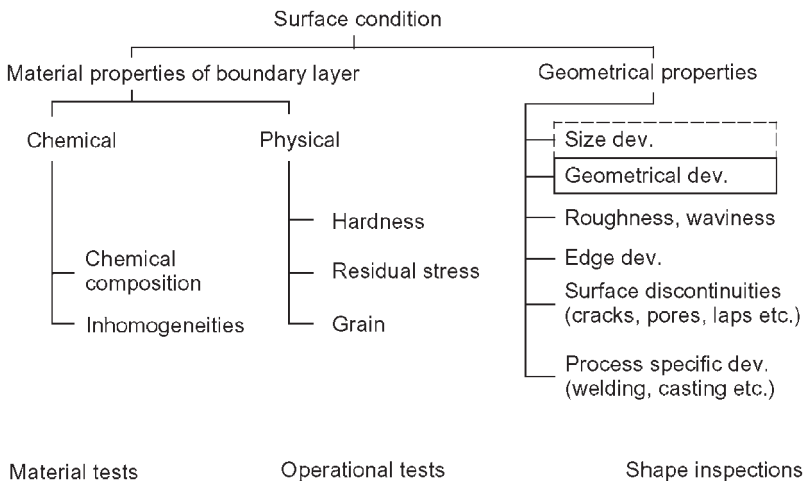 Surface condition
Material properties of boundary layer
Geometrical properties
Chemical
Physical
Size dev.
Geometrical dev.
Roughness, waviness
Edge dev.
Surface discontinuities
(cracks, pores, laps etc.)
Process specific dev.
(welding, casting etc.)
Hardness
Residual stress
Grain
Chemical
composition
Inhomogeneities
Material tests
Operational tests
Shape inspections